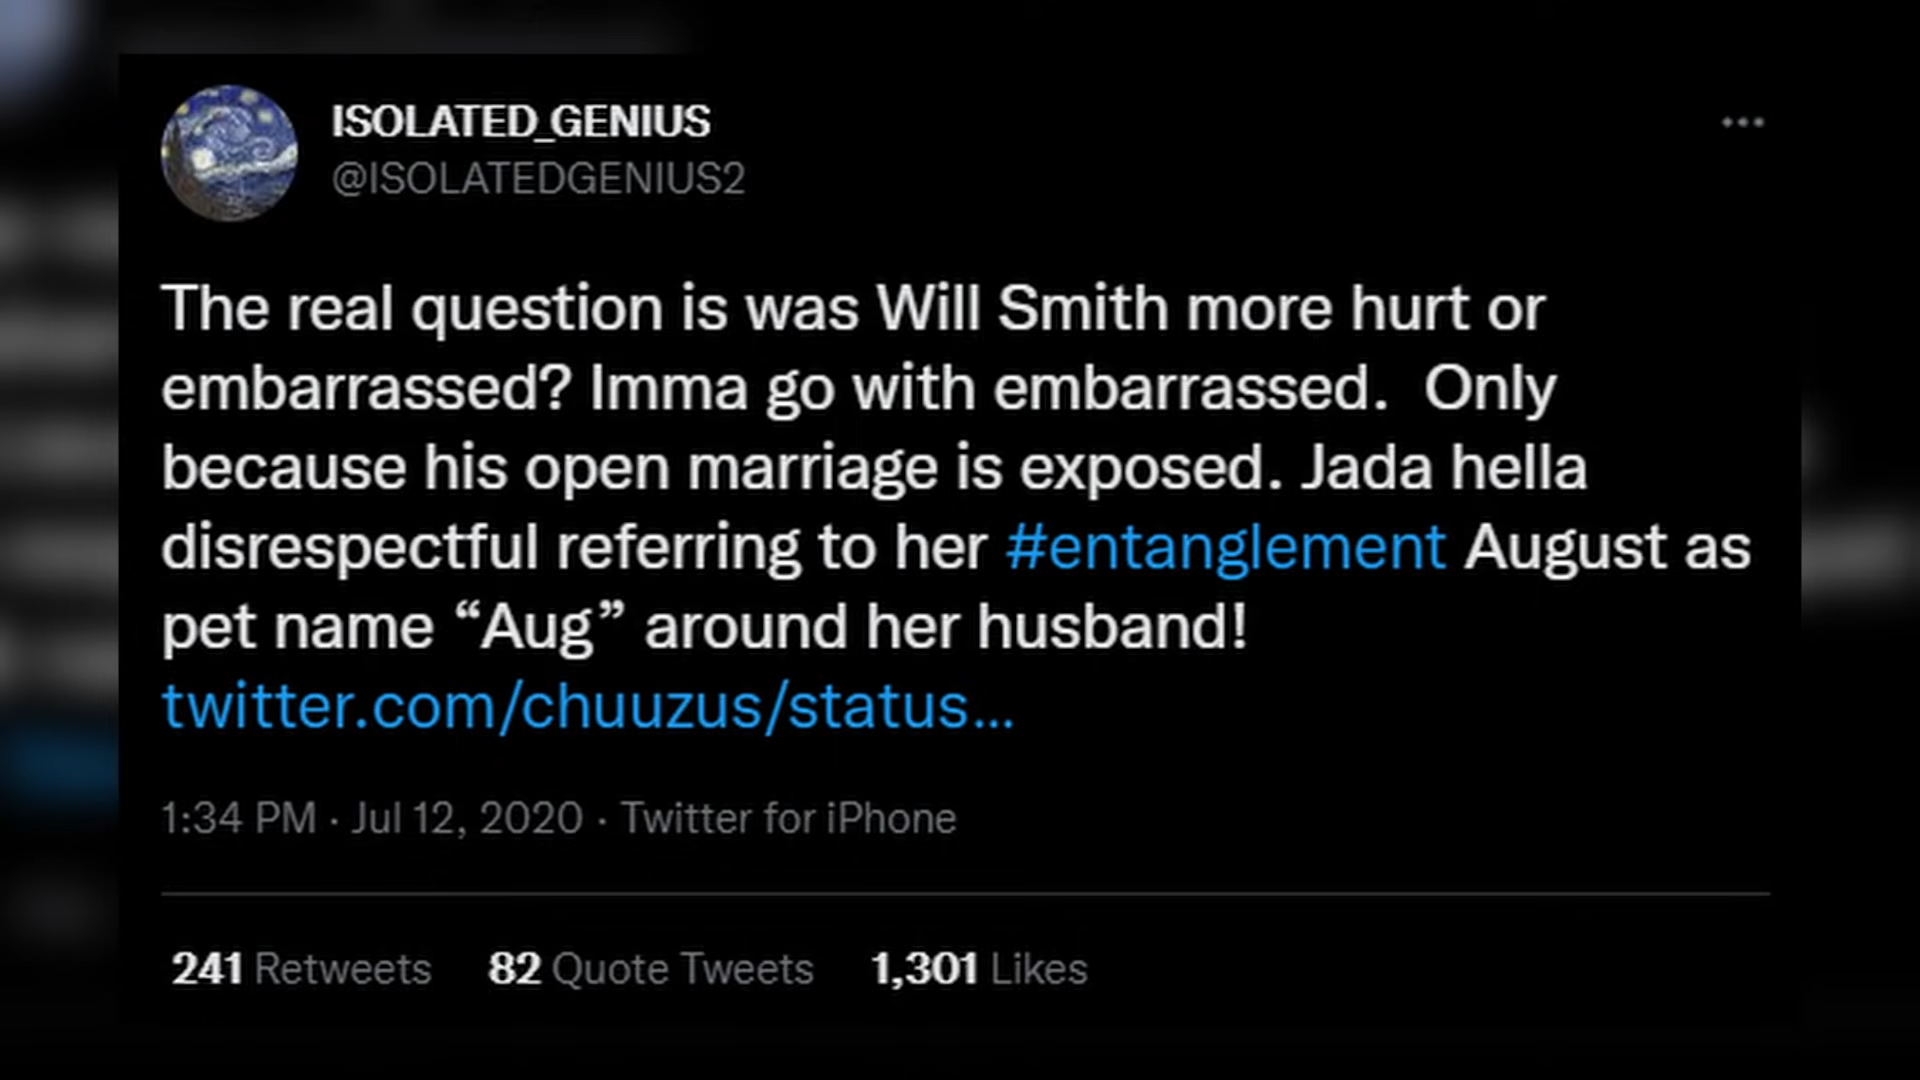 ISOLATED_GENIUS
@ISOLATEDGENIUS2
The real question is was Will Smith more hurt or
embarrassed? Imma go with embarrassed.  Only
because his open marriage is exposed. Jada hella
disrespectful referring to her #entanglement August as
pet name “Aug” around her husband!
twitter.com/chuuzus/status…
1:34 PM · Jul 12, 2020 · Twitter for iPhone
241 Retweets 82 Quote Tweets 1,301 Likes